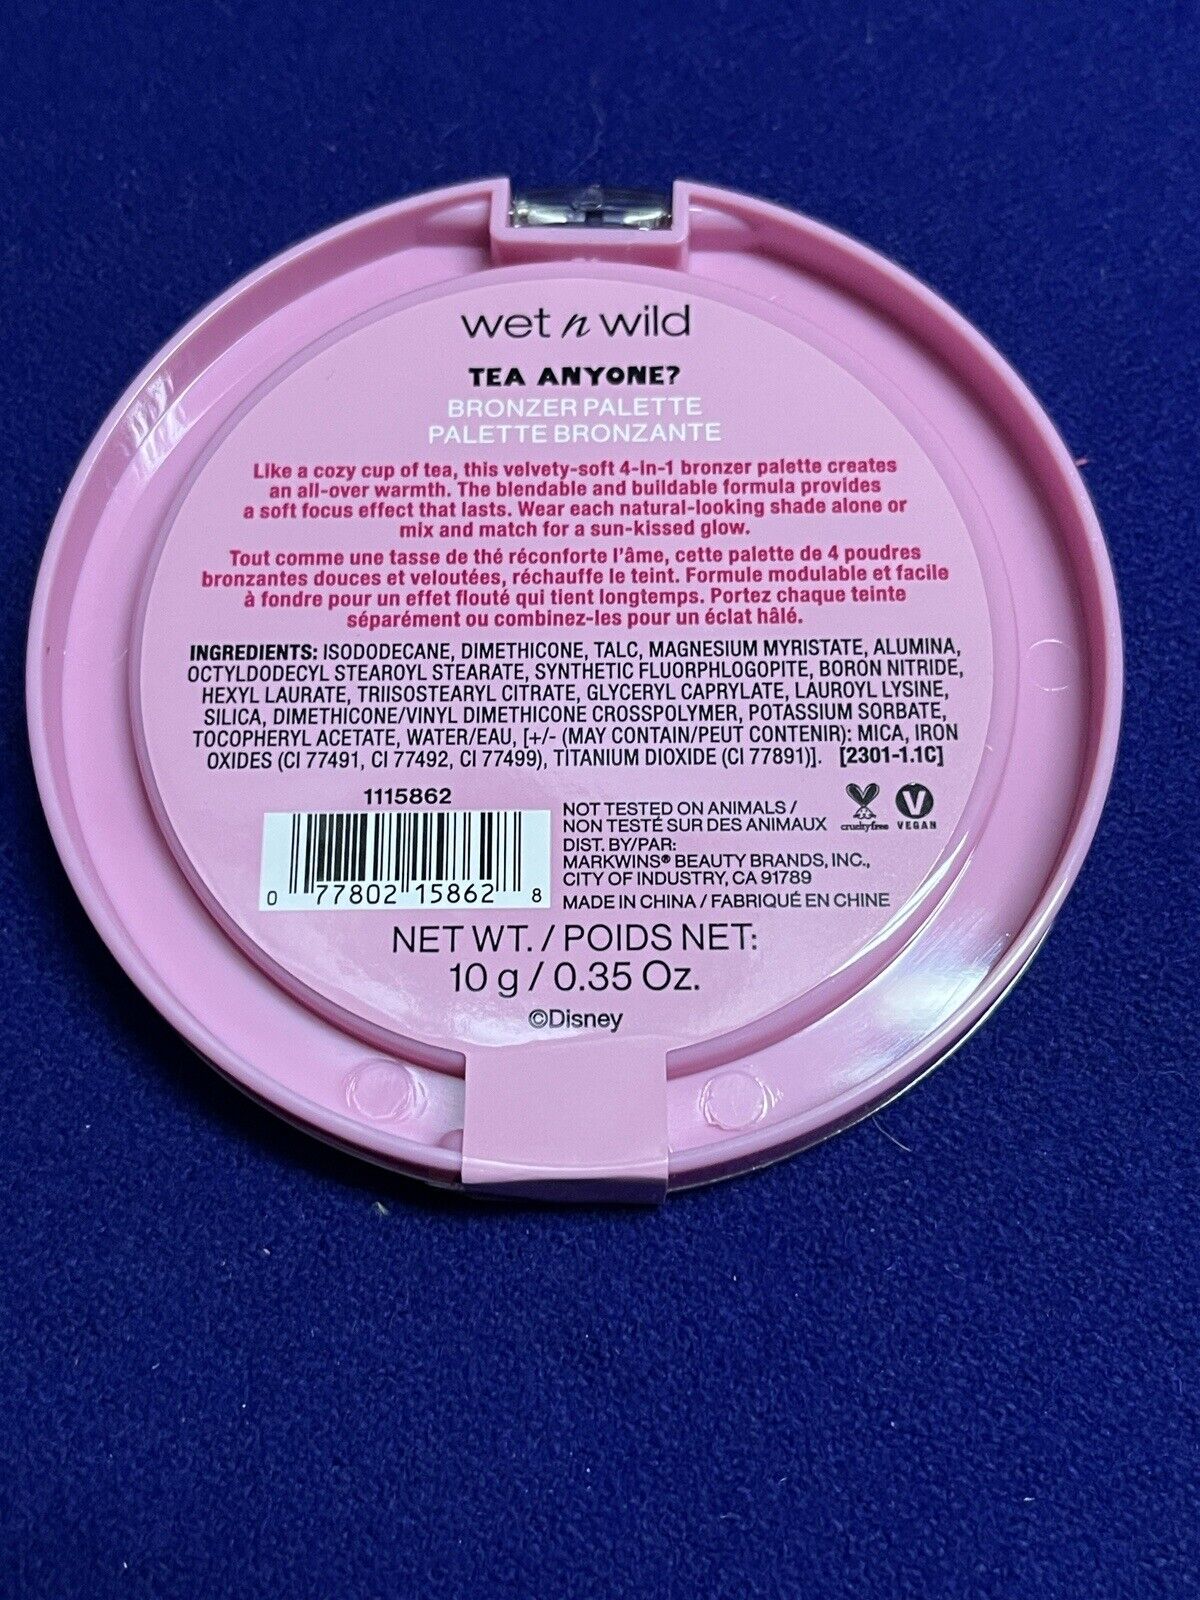 wet n wild
TEA ANYONE?
BRONZER PALETTE
PALETTE BRONZANTE
Like a cozy cup of tea, this velvety-soft 4-in-1 bronzer palette creates
an all-over warmth. The blendable and buildable formula provides
a soft focus effect that lasts. Wear each natural-looking shade alone or
mix and match for a sun-kissed glow.
Tout comme une tasse de thé réconforte l'âme, cette palette de 4 poudres
bronzantes douces et veloutées, réchauffe le teint. Formule modulable et facile
à fondre pour un effet flouté qui tient longtemps. Portez chaque teinte
séparément ou combinez-les pour un éclat hâlé.
INGREDIENTS: ISODODECANE, DIMETHICONE, TALC, MAGNESIUM MYRISTATE, ALUMINA,
OCTYLDODECYL STEAROYL STEARATE, SYNTHETIC FLUORPHLOGOPITE, BORON NITRIDE,
HEXYL LAURATE, TRIISOSTEARYL CITRATE, GLYCERYL CAPRYLATE, LAUROYL LYSINE,
SILICA, DIMETHICONE/VINYL DIMETHICONE CROSSPOLYMER, POTASSIUM SORBATE,
TOCOPHERYL ACETATE, WATER/EAU, [+/- (MAY CONTAIN/PEUT CONTENIR): MICA, IRON
OXIDES (CI 77491, CI 77492, CI 77499), TITANIUM DIOXIDE (CI 77891)]. [2301-1.1C]
1115862
0 77802 15862 8
NOT TESTED ON ANIMALS /
NON TESTÉ SUR DES ANIMAUX
cruelty free
V
VEGAN
DIST. BY/PAR:
MARKWINS® BEAUTY BRANDS, INC.,
CITY OF INDUSTRY, CA 91789
MADE IN CHINA / FABRIQUÉ EN CHINE
NET WT. / POIDS NET:
10 g / 0.35 Oz.
©Disney